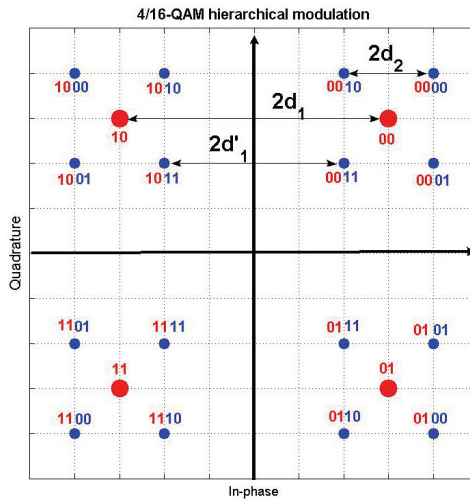 4/16-QAM hierarchical modulation
2d₂
1000 1010 0010 0000
2d₁
10 00
2d'₁
1001 1011 0011 0001
Quadrature
1101 1111 0111 0101
11 01
1100 1110 0110 0100
In-phase